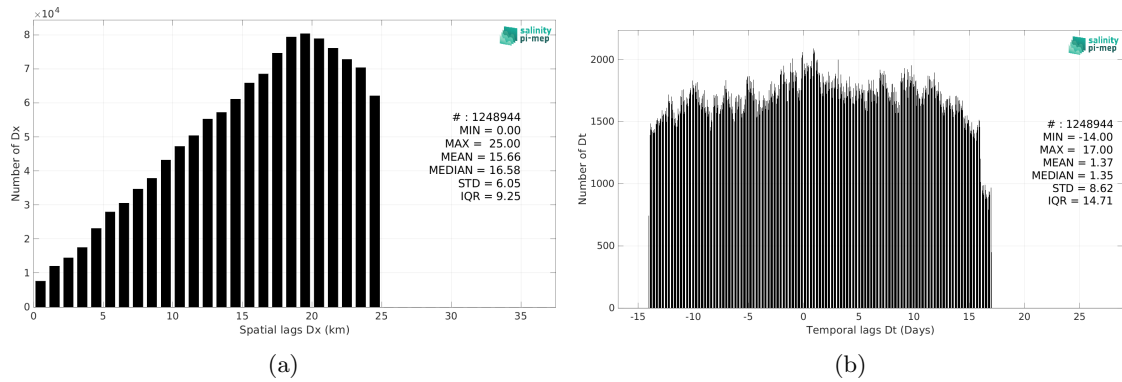 ×10⁴
8
7
6
5
4
3
2
1
0
Number of Dx
salinity
pi-mep
# : 1248944
MIN = 0.00
MAX = 25.00
MEAN = 15.66
MEDIAN = 16.58
STD = 6.05
IQR = 9.25
0 5 10 15 20 25 30 35
Spatial lags Dx (km)
(a)
2000
1500
1000
500
0
Number of Dt
salinity
pi-mep
# : 1248944
MIN = -14.00
MAX = 17.00
MEAN = 1.37
MEDIAN = 1.35
STD = 8.62
IQR = 14.71
-15 -10 -5 0 5 10 15 20 25
Temporal lags Dt (Days)
(b)